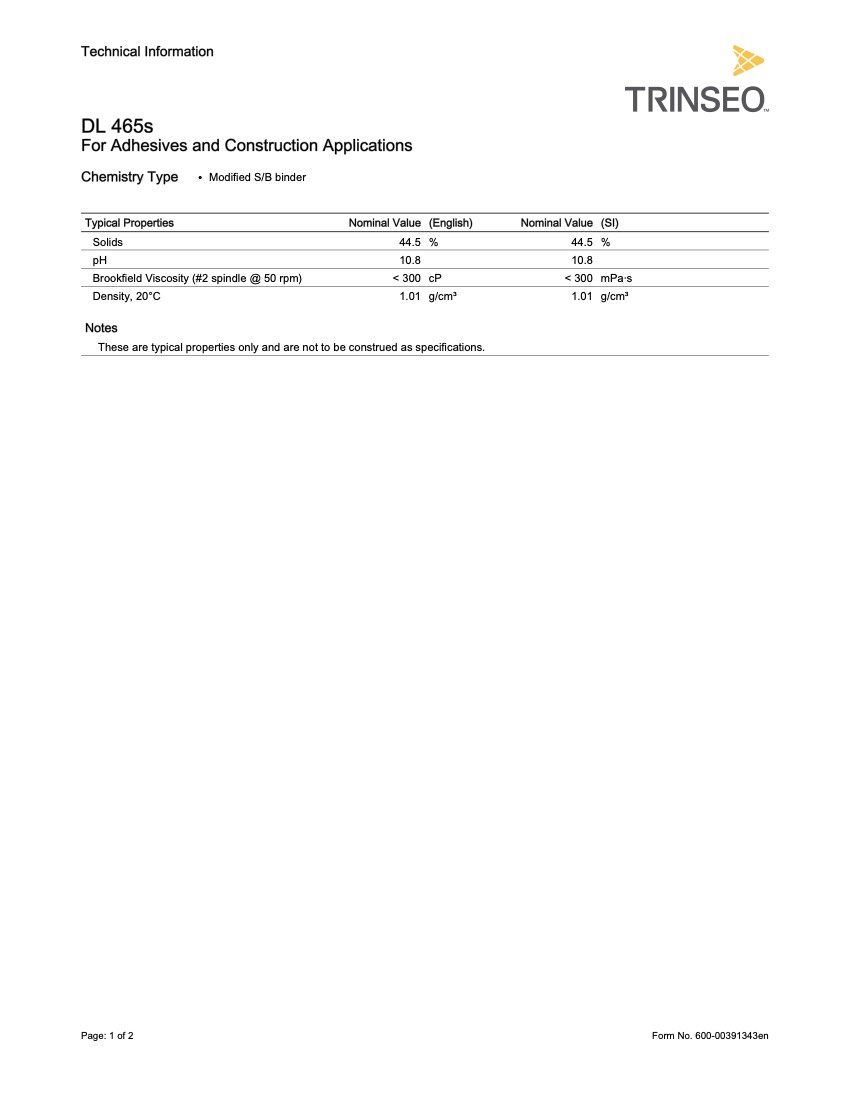 Technical Information
TRINSEO™
DL 465s
For Adhesives and Construction Applications
Chemistry Type • Modified S/B binder
Typical Properties Nominal Value (English) Nominal Value (SI)
Solids 44.5 % 44.5 %
pH 10.8 10.8
Brookfield Viscosity (#2 spindle @ 50 rpm) < 300 cP < 300 mPa·s
Density, 20°C 1.01 g/cm³ 1.01 g/cm³
Notes
These are typical properties only and are not to be construed as specifications.
Page: 1 of 2 Form No. 600-00391343en